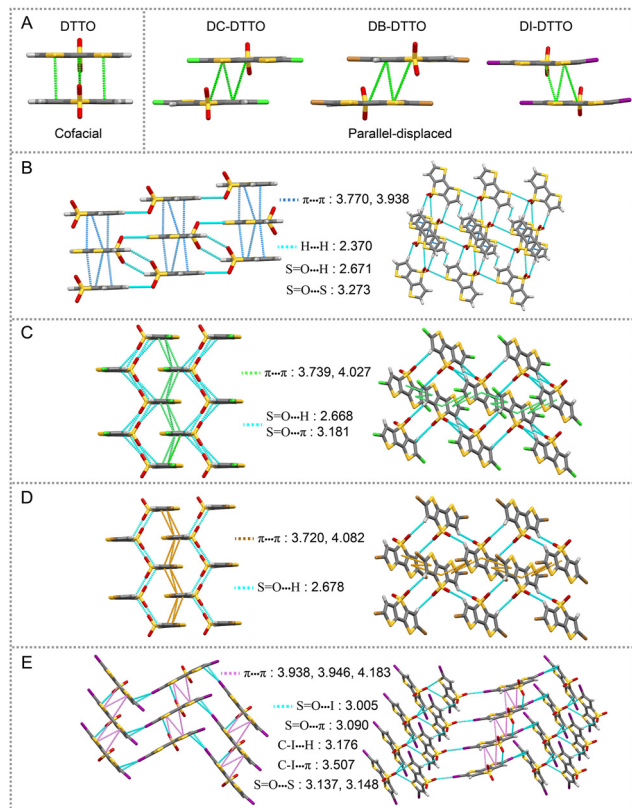 A
DTTO
DC-DTTO
DB-DTTO
DI-DTTO
Cofacial
Parallel-displaced
B
π···π : 3.770, 3.938
H···H : 2.370
S=O···H : 2.671
S=O···S : 3.273
C
π···π : 3.739, 4.027
S=O···H : 2.668
S=O···π : 3.181
D
π···π : 3.720, 4.082
S=O···H : 2.678
E
π···π : 3.938, 3.946, 4.183
S=O···I : 3.005
S=O···π : 3.090
C-I···H : 3.176
C-I···π : 3.507
S=O···S : 3.137, 3.148